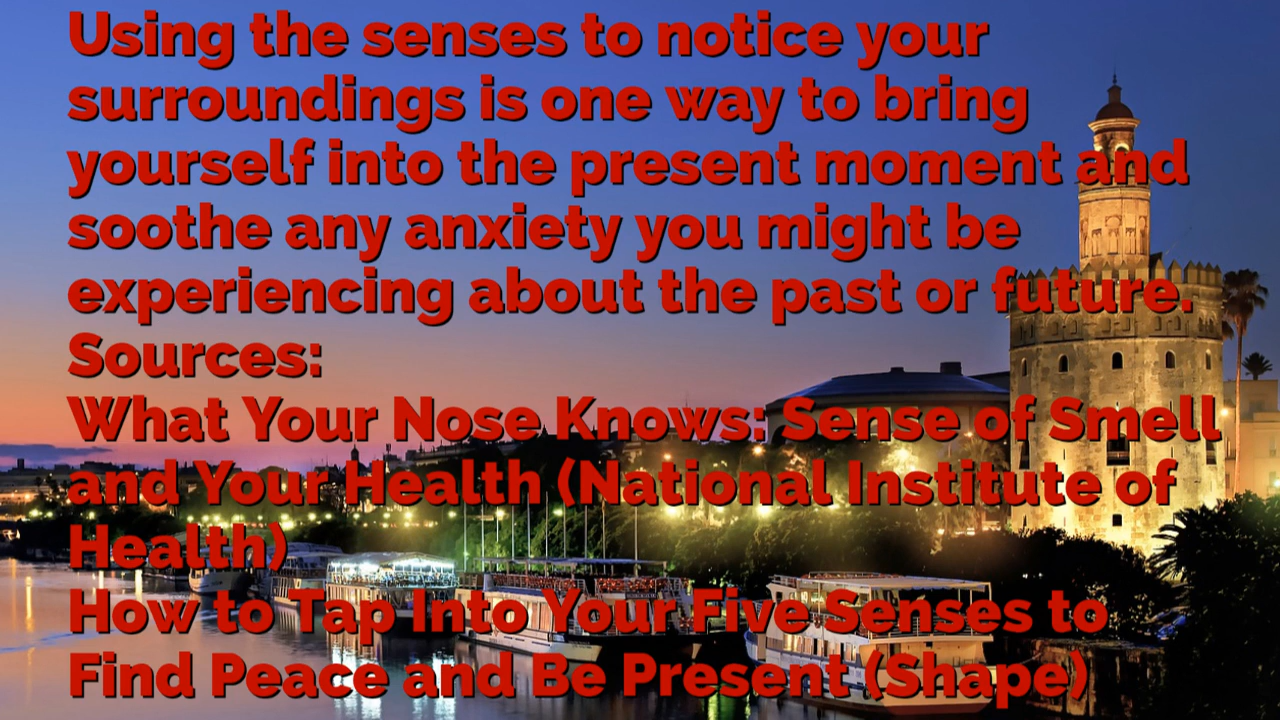 Using the senses to notice your
surroundings is one way to bring
yourself into the present moment and
soothe any anxiety you might be
experiencing about the past or future.
Sources:
What Your Nose Knows: Sense of Smell
and Your Health (National Institute of
Health)
How to Tap Into Your Five Senses to
Find Peace and Be Present (Shape)